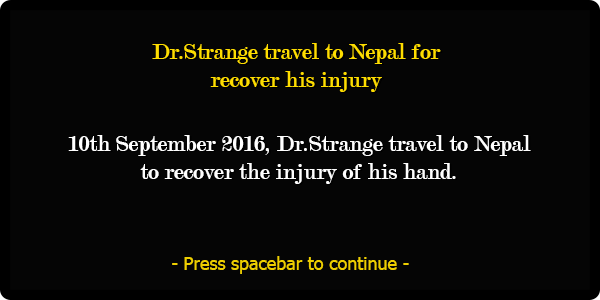 Dr.Strange travel to Nepal for
recover his injury
10th September 2016, Dr.Strange travel to Nepal
to recover the injury of his hand.
- Press spacebar to continue -